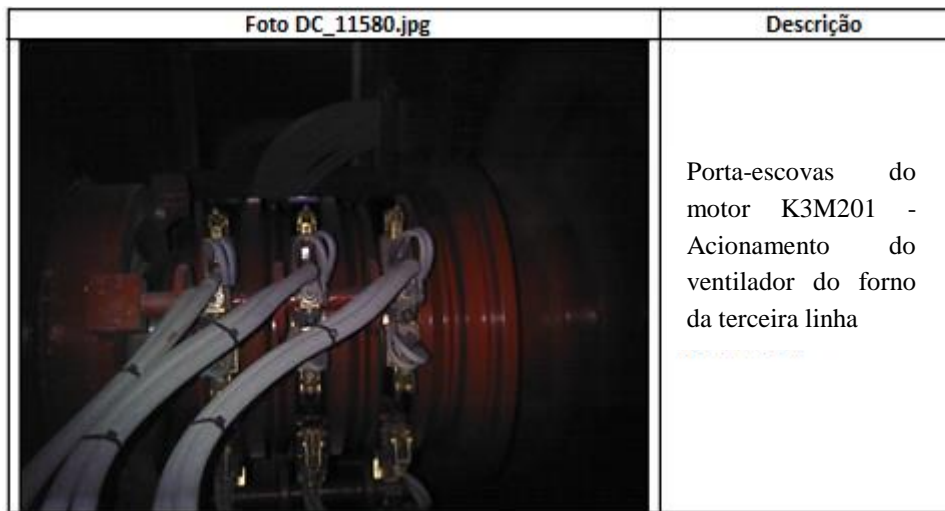 Foto DC_11580.jpg
Descrição
Porta-escovas do
motor K3M201 -
Acionamento do
ventilador do forno
da terceira linha